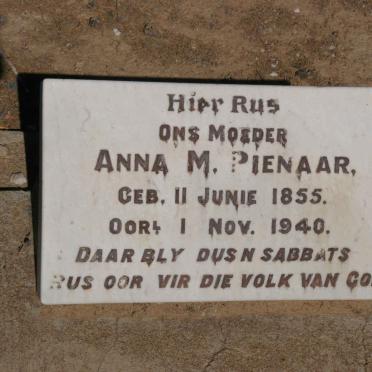 Hier Rus
ONS MOEDER
ANNA M. PIENAAR.
GEB. 11 JUNIE 1855.
OORL 1 NOV. 1940.
DAAR BLY DUS N SABBATS
RUS OOR VIR DIE VOLK VAN GO